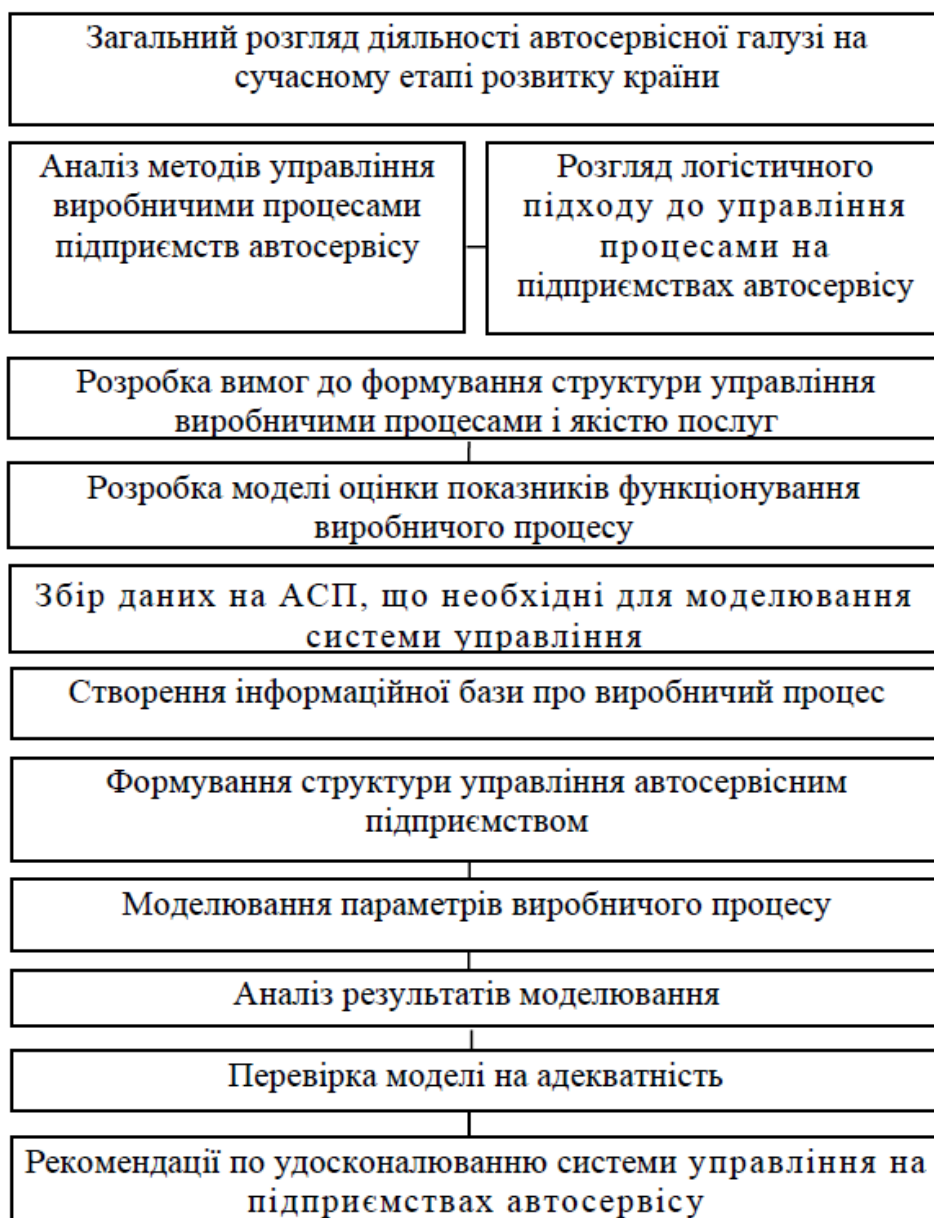 Загальний розгляд діяльності автосервісної галузі на
сучасному етапі розвитку країни
Аналіз методів управління
виробничими процесами
підприємств автосервісу
Розгляд логістичного
підходу до управління
процесами на
підприємствах автосервісу
Розробка вимог до формування структури управління
виробничими процесами і якістю послуг
Розробка моделі оцінки показників функціонування
виробничого процесу
Збір даних на АСП, що необхідні для моделювання
системи управління
Створення інформаційної бази про виробничий процес
Формування структури управління автосервісним
підприємством
Моделювання параметрів виробничого процесу
Аналіз результатів моделювання
Перевірка моделі на адекватність
Рекомендації по удосконалюванню системи управління на
підприємствах автосервісу